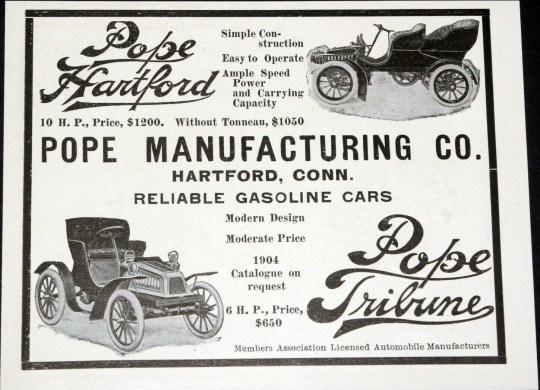 Pope
Hartford
Simple Con-
struction
Easy to Operate
Ample Speed
Power
and Carrying
Capacity
10 H. P., Price, $1200. Without Tonneau, $1050
POPE MANUFACTURING CO.
HARTFORD, CONN.
RELIABLE GASOLINE CARS
Modern Design
Moderate Price
1904
Catalogue on
request
6 H. P., Price,
$650
Pope
Tribune
Members Association Licensed Automobile Manufacturers